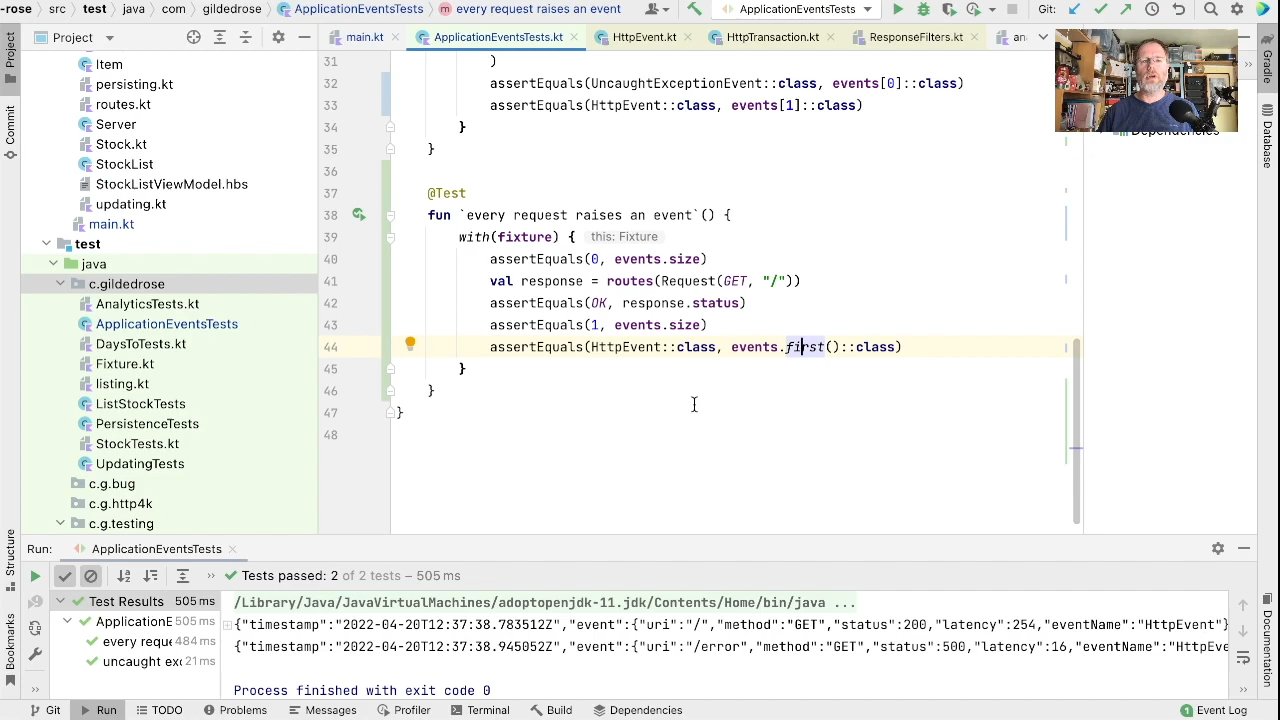 -rose
src
test
java
com
gildedrose
ApplicationEventsTests
every request raises an event
ApplicationEventsTests
Git:
Project
main.kt
ApplicationEventsTests.kt
HttpEvent.kt
HttpTransaction.kt
ResponseFilters.kt
an
Project
Commit
Structure
Bookmarks
Gradle
Database
Documentation
Dependencies
Item
persisting.kt
routes.kt
Server
Stock.kt
StockList
StockListViewModel.hbs
updating.kt
main.kt
test
java
c.gildedrose
AnalyticsTests.kt
ApplicationEventsTests
DaysToTests.kt
Fixture.kt
listing.kt
ListStockTests
PersistenceTests
StockTests.kt
UpdatingTests
c.g.bug
c.g.http4k
c.g.testing
31 )
32 assertEquals(UncaughtExceptionEvent::class, events[0]::class)
33 assertEquals(HttpEvent::class, events[1]::class)
34 }
35 }
36
37 @Test
38 fun `every request raises an event`() {
39 with(fixture) { this: Fixture
40 assertEquals(0, events.size)
41 val response = routes(Request(GET, "/"))
42 assertEquals(OK, response.status)
43 assertEquals(1, events.size)
44 assertEquals(HttpEvent::class, events.first()::class)
45 }
46 }
47 }
48
Run: ApplicationEventsTests
Tests passed: 2 of 2 tests – 505 ms
Test Results 505 ms
ApplicationE 505 ms
every reque 484 ms
uncaught exc 21 ms
/Library/Java/JavaVirtualMachines/adoptopenjdk-11.jdk/Contents/Home/bin/java ...
{"timestamp":"2022-04-20T12:37:38.783512Z","event":{"uri":"/","method":"GET","status":200,"latency":254,"eventName":"HttpEvent"}
{"timestamp":"2022-04-20T12:37:38.945052Z","event":{"uri":"/error","method":"GET","status":500,"latency":16,"eventName":"HttpEve
Process finished with exit code 0
Git
Run
TODO
Problems
Messages
Profiler
Terminal
Build
Dependencies
1 Event Log